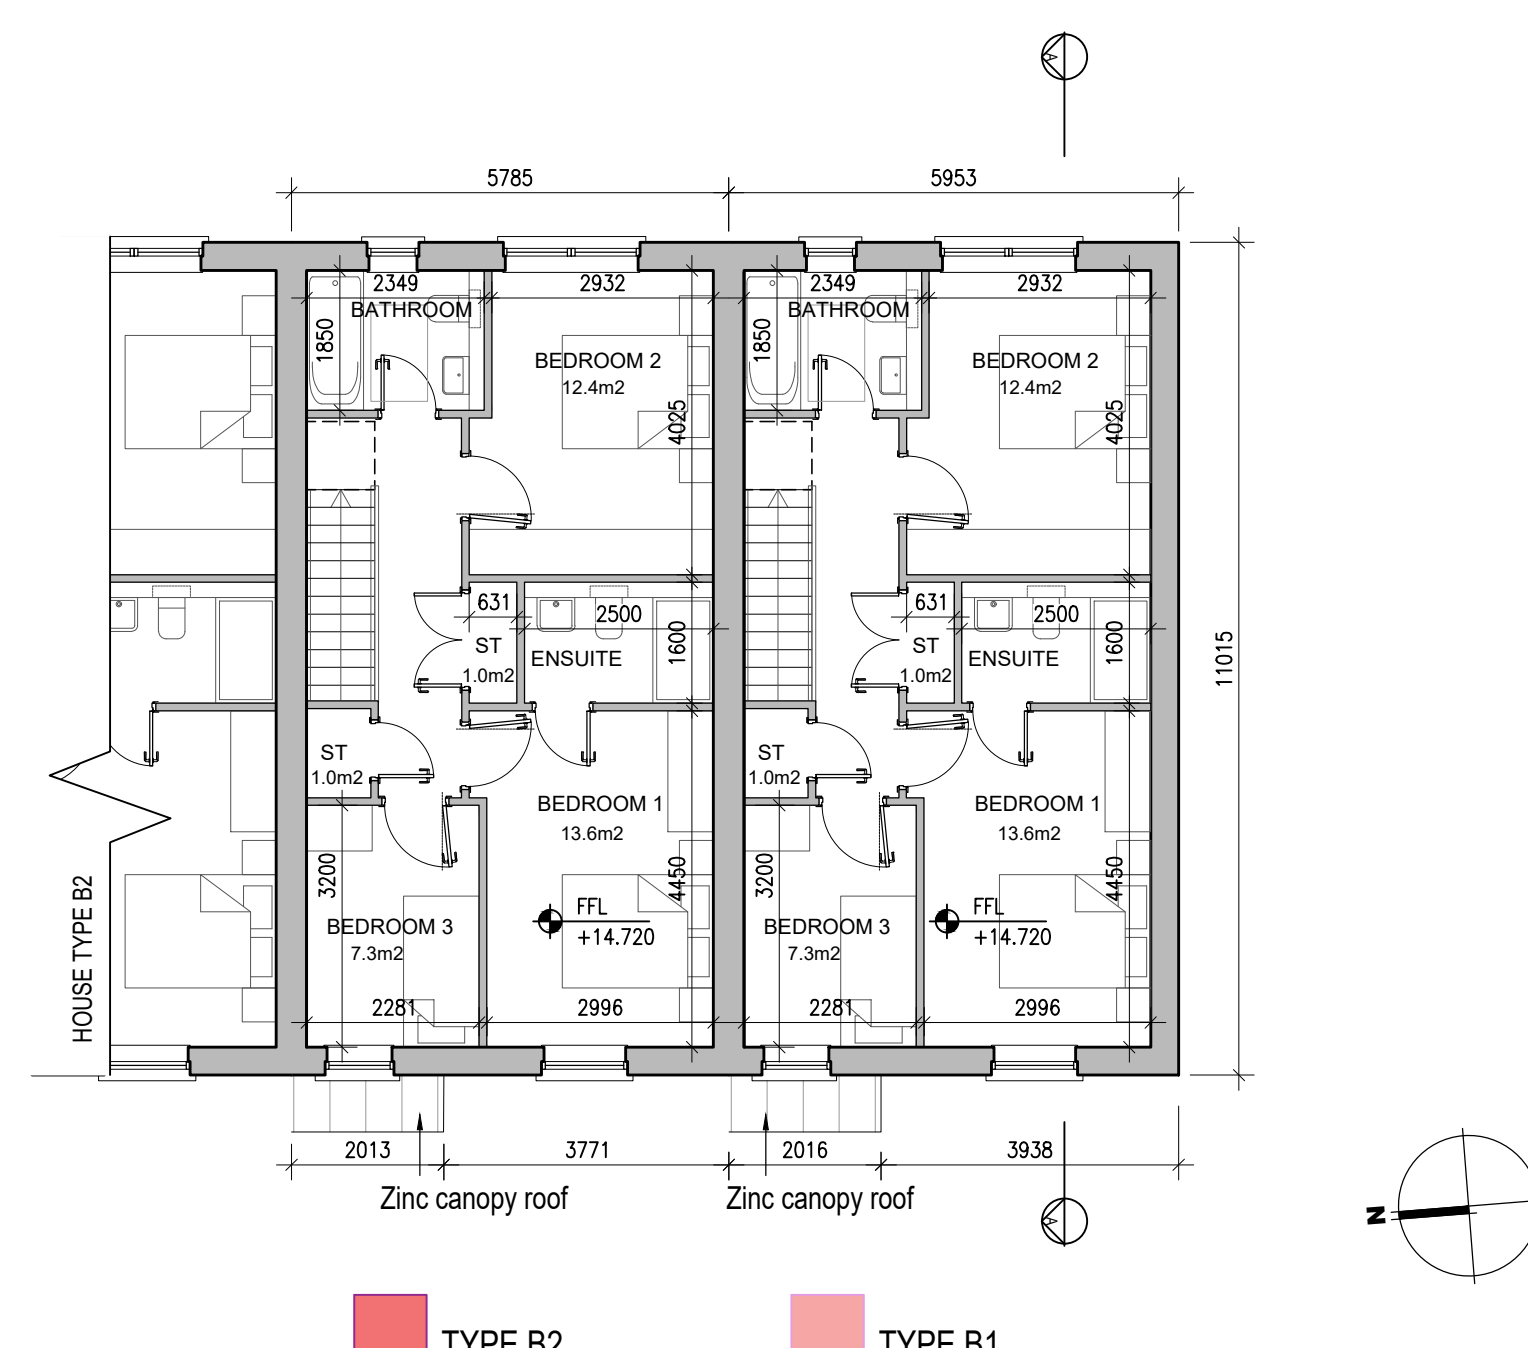 A
5785
5953
2349
2932
2349
2932
BATHROOM
BATHROOM
1850
1850
BEDROOM 2
12.4m2
BEDROOM 2
12.4m2
4025
4025
631
2500
631
2500
ST
1.0m2
ENSUITE
1600
ST
1.0m2
ENSUITE
1600
11015
ST
1.0m2
ST
1.0m2
BEDROOM 1
13.6m2
BEDROOM 1
13.6m2
3200
4450
3200
4450
HOUSE TYPE B2
FFL
+14.720
FFL
+14.720
BEDROOM 3
7.3m2
BEDROOM 3
7.3m2
2281
2996
2281
2996
2013
3771
2016
3938
Zinc canopy roof
Zinc canopy roof
A
N
TYPE B2
TYPE B1